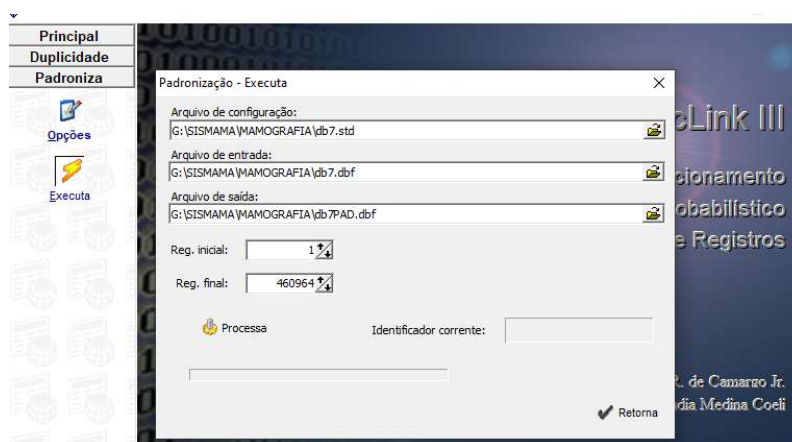 Principal
Duplicidade
Padroniza
Opções
Executa
Padronização - Executa
Arquivo de configuração:
G:\SISMAMA\MAMOGRAFIA\db7.std
Arquivo de entrada:
G:\SISMAMA\MAMOGRAFIA\db7.dbf
Arquivo de saída:
G:\SISMAMA\MAMOGRAFIA\db7PAD.dbf
Reg. inicial: 1
Reg. final: 460964
Processa Identificador corrente:
Retorna
cLink III
cionamento
obabilístico
e Registros
R. de Camargo Jr.
dia Medina Coeli